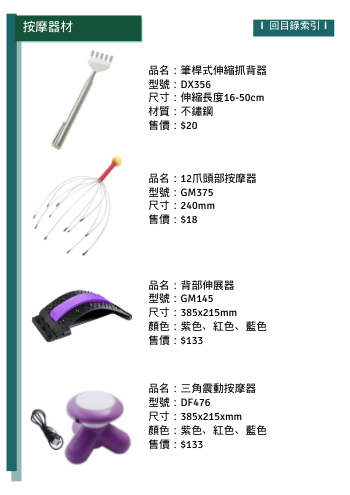 按摩器材
I 回目錄索引 I
品名：筆桿式伸縮抓背器
型號：DX356
尺寸：伸縮長度16-50cm
材質：不鏽鋼
售價：$20
品名：12爪頭部按摩器
型號：GM375
尺寸：240mm
售價：$18
品名：背部伸展器
型號：GM145
尺寸：385x215mm
顏色：紫色、紅色、藍色
售價：$133
品名：三角震動按摩器
型號：DF476
尺寸：385x215xmm
顏色：紫色、紅色、藍色
售價：$133